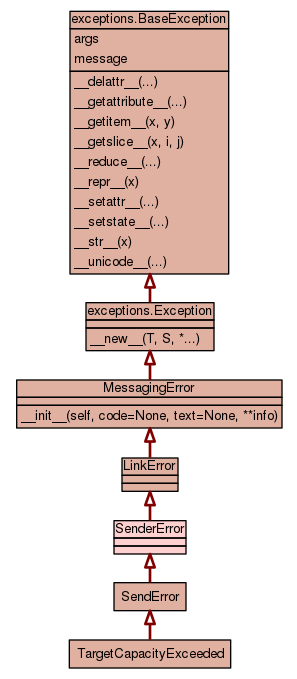 exceptions.BaseException
args
message
__delattr__(...)
__getattribute__(...)
__getitem__(x, y)
__getslice__(x, i, j)
__reduce__(...)
__repr__(x)
__setattr__(...)
__setstate__(...)
__str__(x)
__unicode__(...)
exceptions.Exception
__new__(T, S, *...)
MessagingError
__init__(self, code=None, text=None, **info)
LinkError
SenderError
SendError
TargetCapacityExceeded